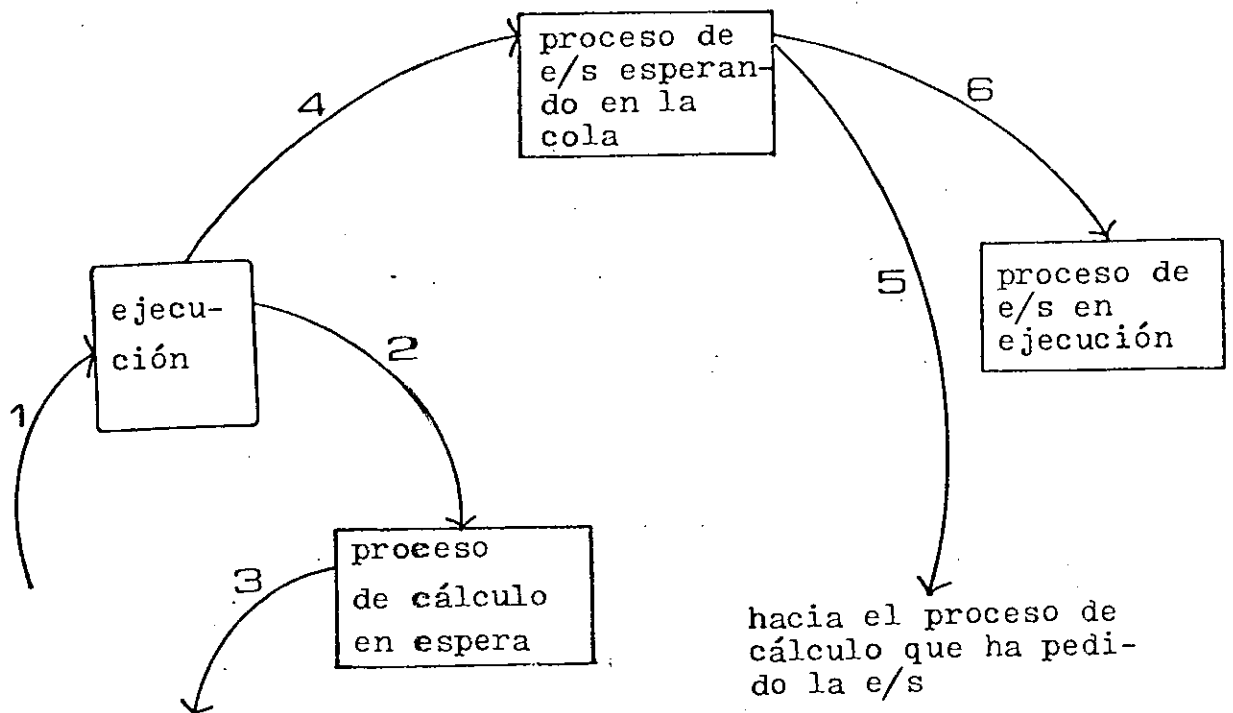 proceso de
e/s esperan-
do en la
cola
4
6
ejecu-
ción
5
proceso de
e/s en
ejecución
2
1
proceso
de cálculo
en espera
3
hacia el proceso de
cálculo que ha pedi-
do la e/s